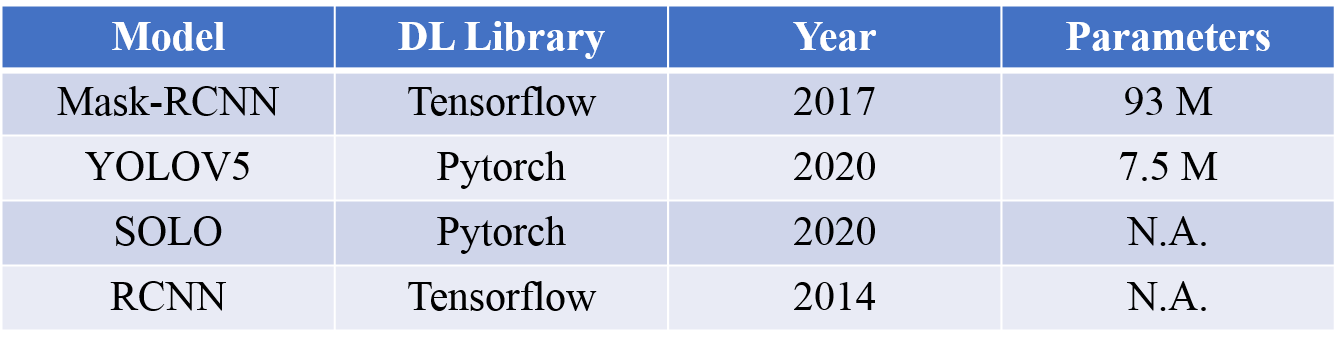 Model DL Library Year Parameters
Mask-RCNN Tensorflow 2017 93 M
YOLOV5 Pytorch 2020 7.5 M
SOLO Pytorch 2020 N.A.
RCNN Tensorflow 2014 N.A.